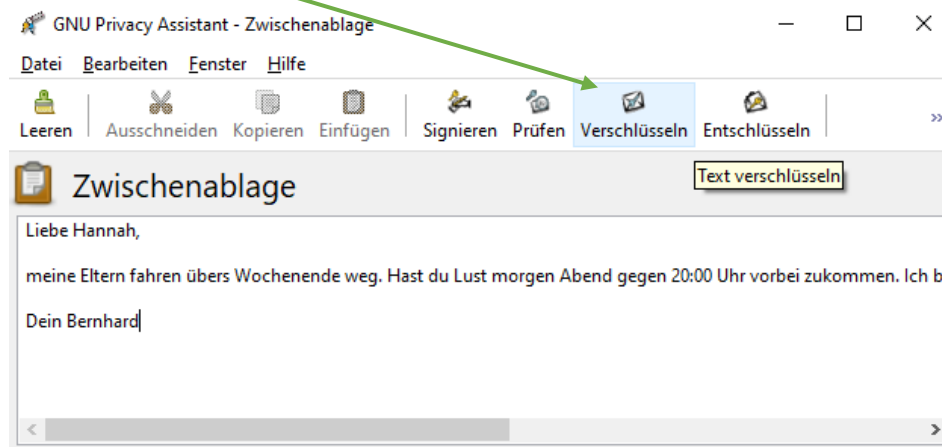 GNU Privacy Assistant - Zwischenablage
Datei Bearbeiten Fenster Hilfe
Leeren Ausschneiden Kopieren Einfügen Signieren Prüfen Verschlüsseln Entschlüsseln »
Text verschlüsseln
Zwischenablage
Liebe Hannah,
meine Eltern fahren übers Wochenende weg. Hast du Lust morgen Abend gegen 20:00 Uhr vorbei zukommen. Ich b
Dein Bernhard